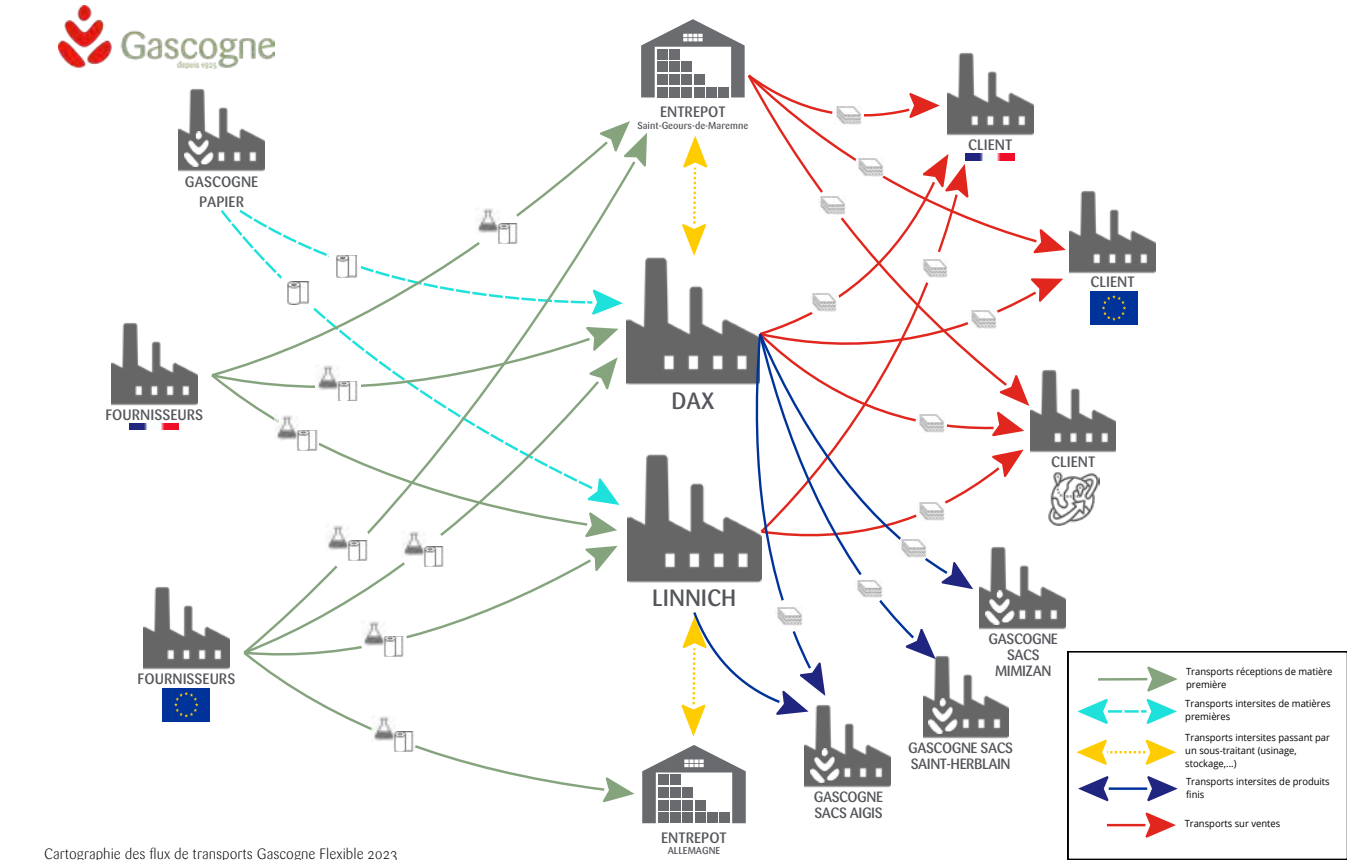 Gascogne
depuis 1925
ENTREPOT
Saint-Geours-de-Maremne
CLIENT
GASCOGNE
PAPIER
CLIENT
FOURNISSEURS
DAX
CLIENT
LINNICH
GASCOGNE
SACS
MIMIZAN
FOURNISSEURS
GASCOGNE SACS
SAINT-HERBLAIN
GASCOGNE
SACS AIGIS
ENTREPOT
ALLEMAGNE
Transports réceptions de matière
première
Transports intersites de matières
premières
Transports intersites passant par
un sous-traitant (usinage,
stockage,...)
Transports intersites de produits
finis
Transports sur ventes
Cartographie des flux de transports Gascogne Flexible 2023